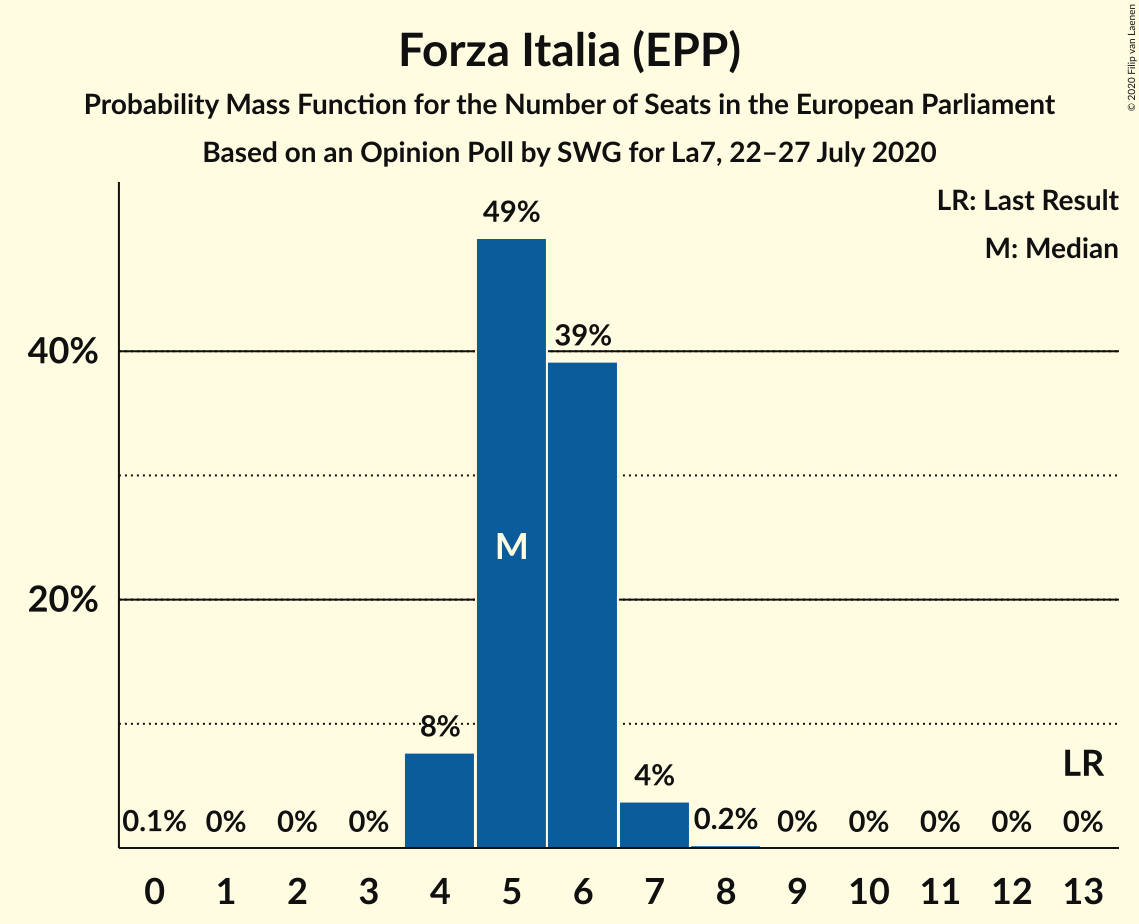 Forza Italia (EPP)
Probability Mass Function for the Number of Seats in the European Parliament
Based on an Opinion Poll by SWG for La7, 22–27 July 2020
© 2020 Filip van Laenen
LR: Last Result
M: Median
49%
39%
40%
M
20%
8%
4%
LR
0.1% 0% 0% 0% 0.2% 0% 0% 0% 0% 0%
0 1 2 3 4 5 6 7 8 9 10 11 12 13